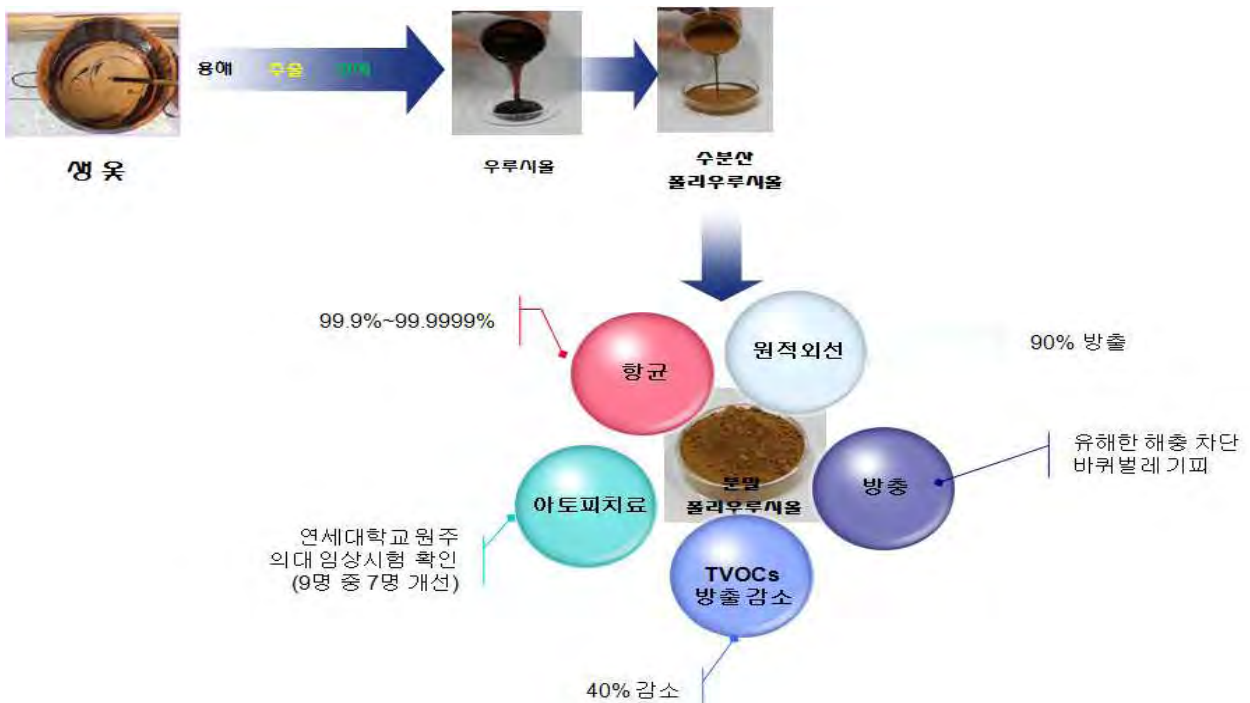 용해 추출
생 옻
우루시올
수분산
폴리우루시올
99.9%~99.9999%
원적외선
90% 방출
항균
유해한 해충 차단
바퀴벌레 기피
방충
분말
폴리우루시올
아토피치료
연세대학교 원주
의대 임상시험 확인
(9명 중 7명 개선)
TVOCs
방출 감소
40% 감소